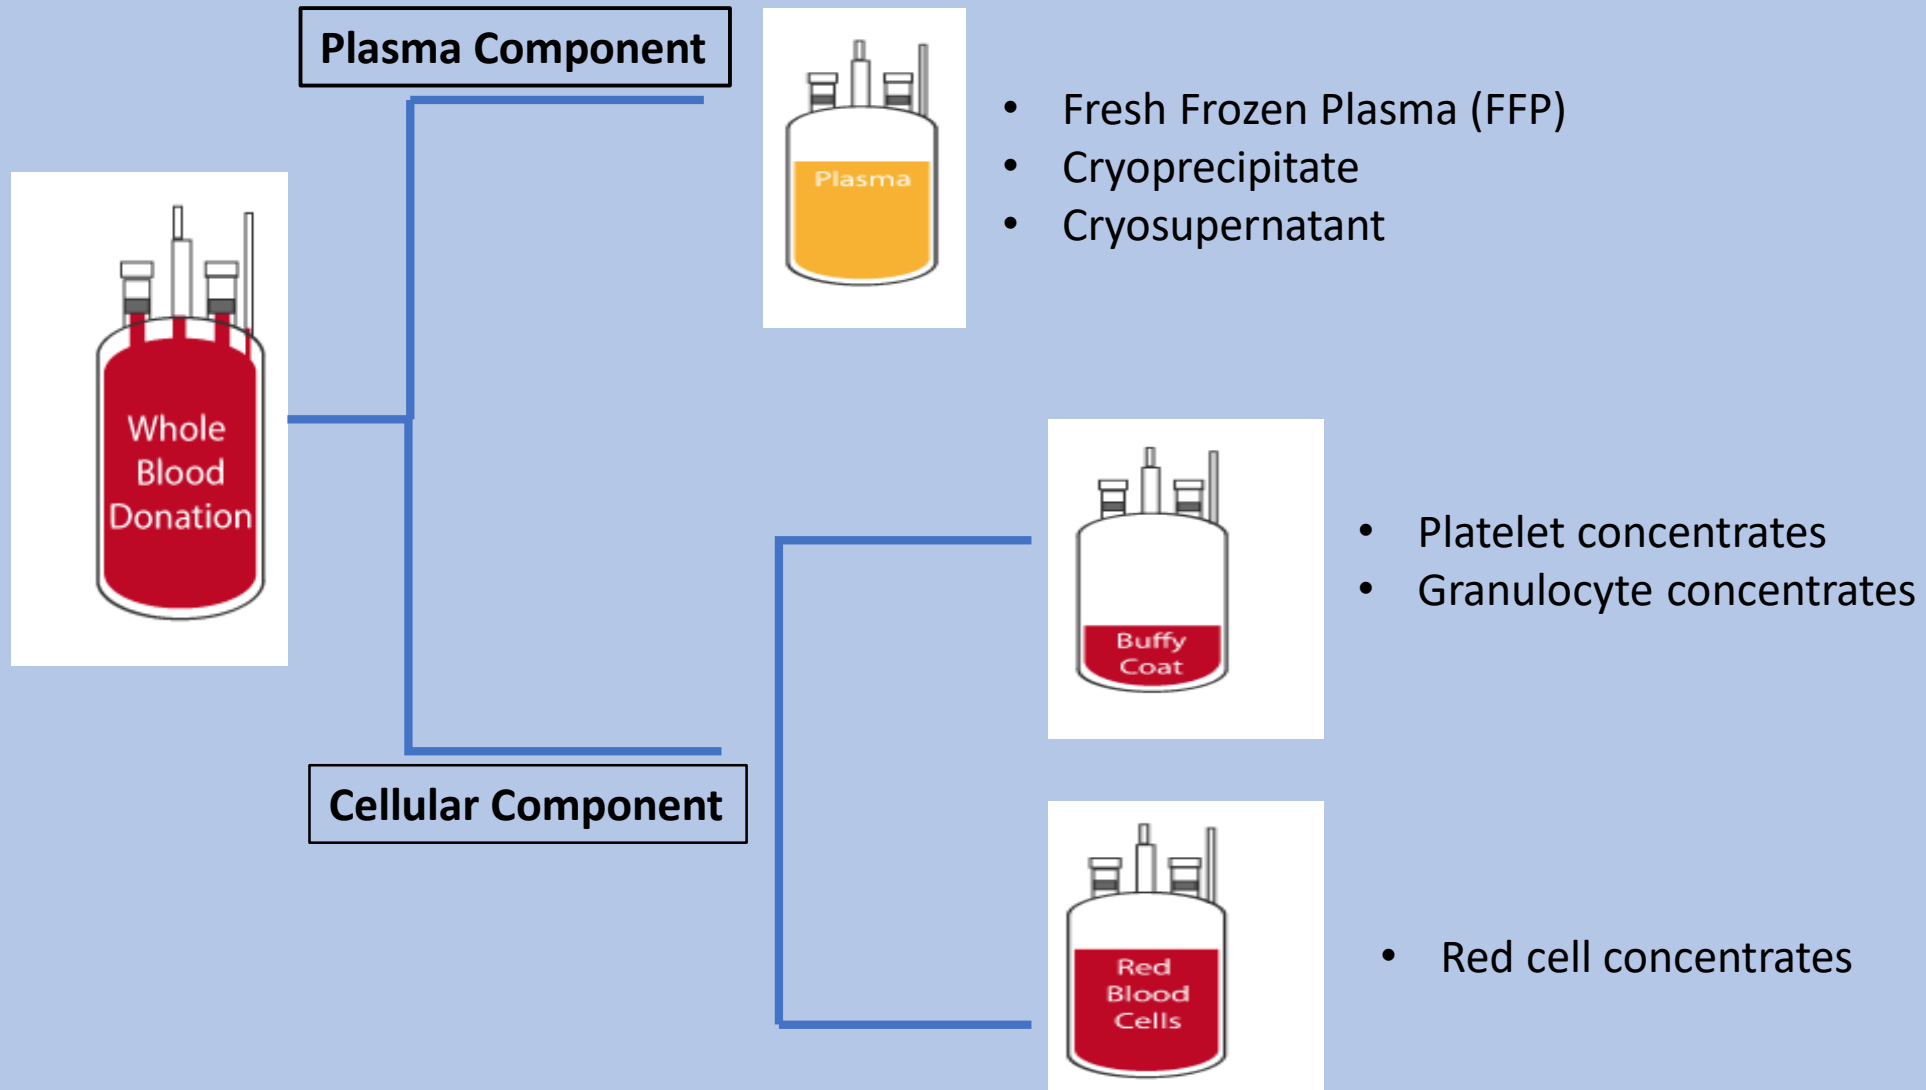 Plasma Component
Plasma
• Fresh Frozen Plasma (FFP)
• Cryoprecipitate
• Cryosupernatant
Whole
Blood
Donation
Buffy
Coat
• Platelet concentrates
• Granulocyte concentrates
Cellular Component
Red
Blood
Cells
• Red cell concentrates